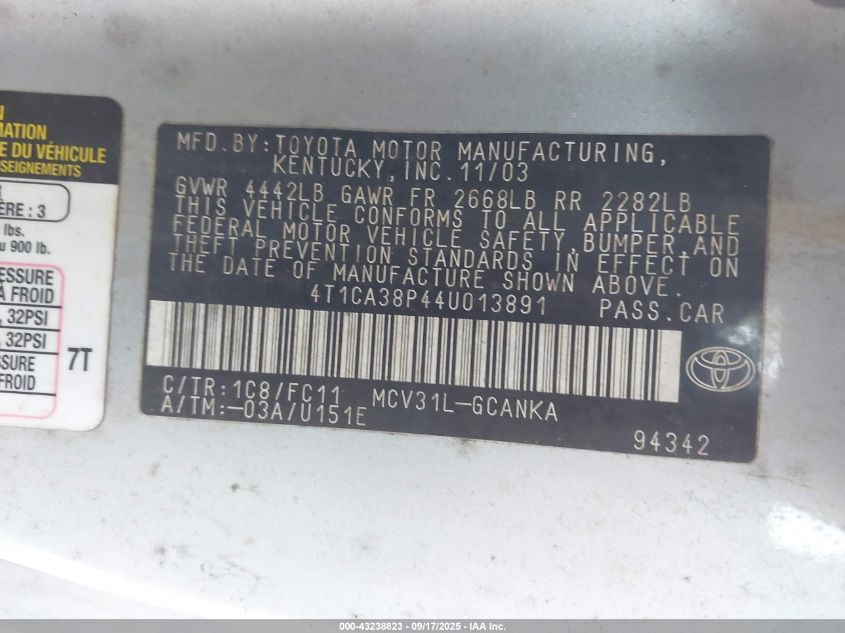 N
MATION
E DU VÉHICULE
SEIGNEMENTS
ÈRE : 3
lbs.
u 900 lb.
ESSURE
À FROID
, 32PSI
, 32PSI
SSURE
FROID
7T
MFD.BY:TOYOTA MOTOR MANUFACTURING,
KENTUCKY,INC.11/03
GVWR 4442LB GAWR FR 2668LB RR 2282LB
THIS VEHICLE CONFORMS TO ALL APPLICABLE
FEDERAL MOTOR VEHICLE SAFETY,BUMPER,AND
THEFT PREVENTION STANDARDS IN EFFECT ON
THE DATE OF MANUFACTURE SHOWN ABOVE.
4T1CA38P44U013891 PASS.CAR
C/TR:1C8/FC11 MCV31L-GCANKA
A/TM:-03A/U151E
94342
000-43238823 - 09/17/2025 - IAA Inc.